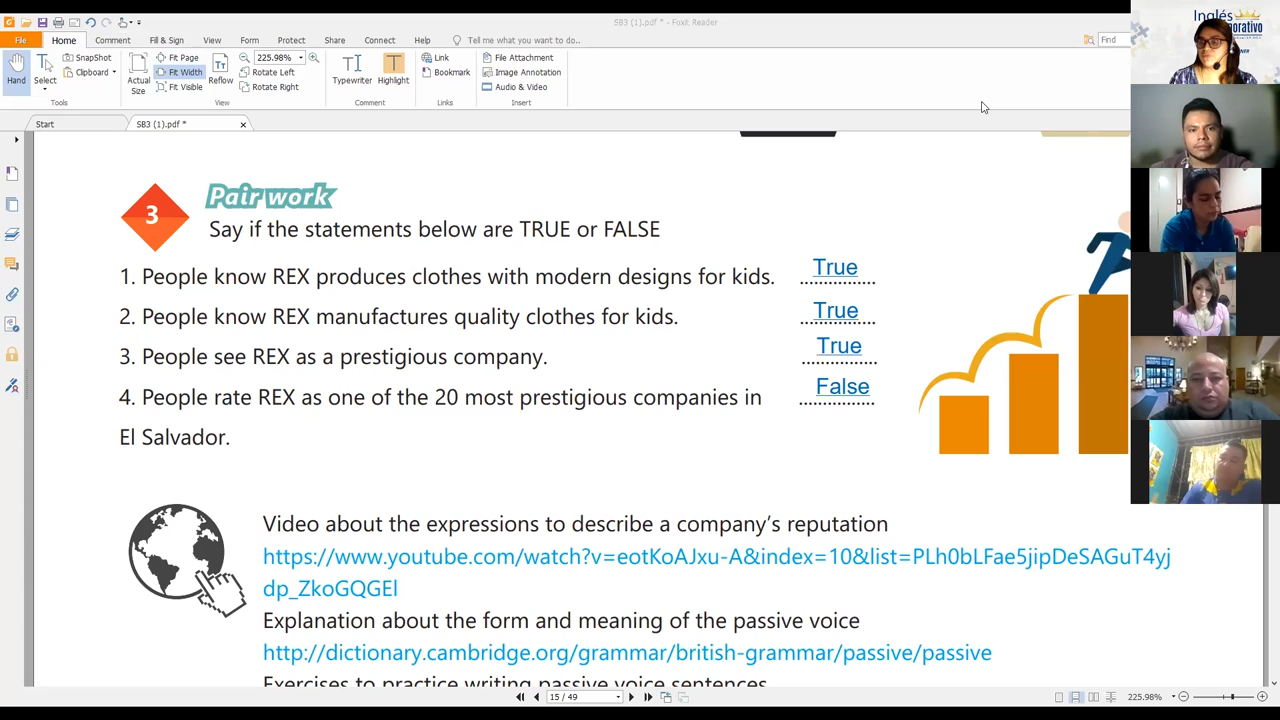 SB3 (1).pdf * - Foxit Reader
File Home Comment Fill & Sign View Form Protect Share Connect Help Tell me what you want to do.. Find
Hand
Select
SnapShot
Clipboard
Actual Size
Fit Page
Fit Width
Fit Visible
Reflow
225.98%
Rotate Left
Rotate Right
Typewriter
Highlight
Link
Bookmark
File Attachment
Image Annotation
Audio & Video
Tools View Comment Links Insert
Start SB3 (1).pdf *
3
Pair work
Say if the statements below are TRUE or FALSE
1. People know REX produces clothes with modern designs for kids. True
2. People know REX manufactures quality clothes for kids. True
3. People see REX as a prestigious company. True
4. People rate REX as one of the 20 most prestigious companies in False
El Salvador.
Video about the expressions to describe a company's reputation
https://www.youtube.com/watch?v=eotKoAJxu-A&index=10&list=PLh0bLFae5jipDeSAGuT4yj
dp_ZkoGQGEl
Explanation about the form and meaning of the passive voice
http://dictionary.cambridge.org/grammar/british-grammar/passive/passive
Exercises to practice writing passive voice sentences
15 / 49
225.98%
Inglés